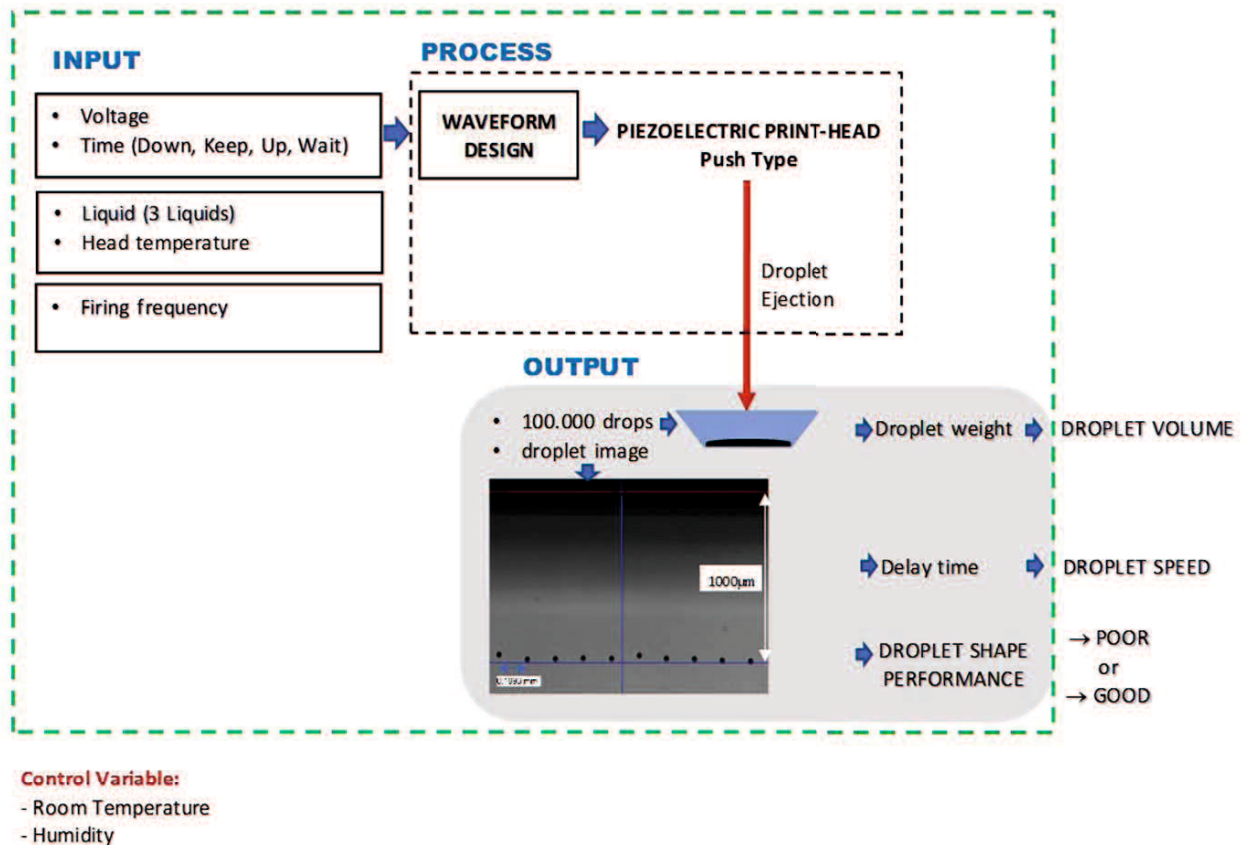 INPUT
• Voltage
• Time (Down, Keep, Up, Wait)
• Liquid (3 Liquids)
• Head temperature
• Firing frequency
PROCESS
WAVEFORM
DESIGN
PIEZOELECTRIC PRINT-HEAD
Push Type
Droplet
Ejection
OUTPUT
• 100.000 drops
• droplet image
1000µm
Droplet weight
DROPLET VOLUME
Delay time
DROPLET SPEED
DROPLET SHAPE
PERFORMANCE
→ POOR
or
→ GOOD
Control Variable:
- Room Temperature
- Humidity